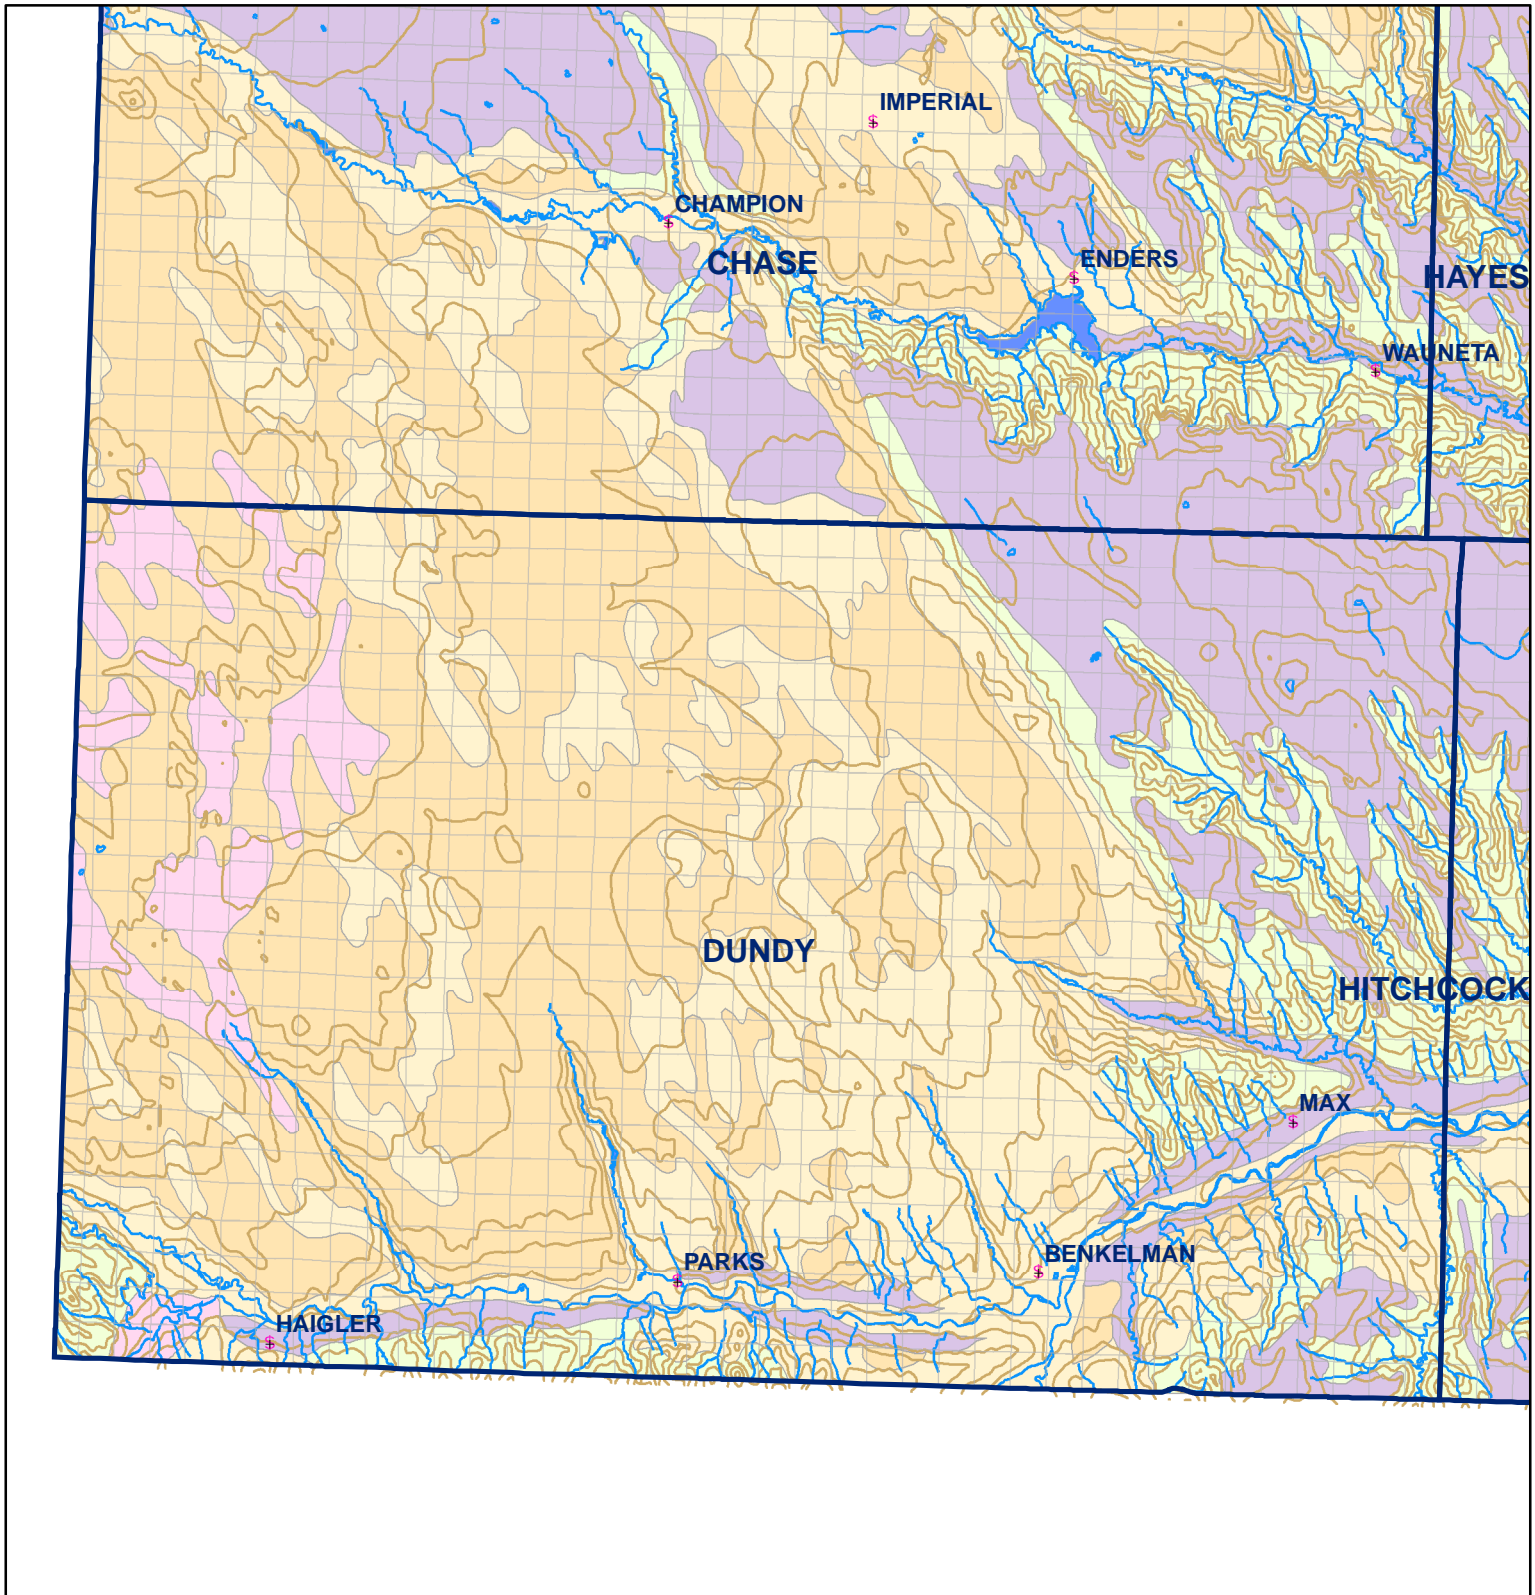 IMPERIAL
CHAMPION
CHASE
ENDERS
HAYES
WAUNETA
DUNDY
HITCHCOCK
MAX
BENKELMAN
PARKS
HAIGLER